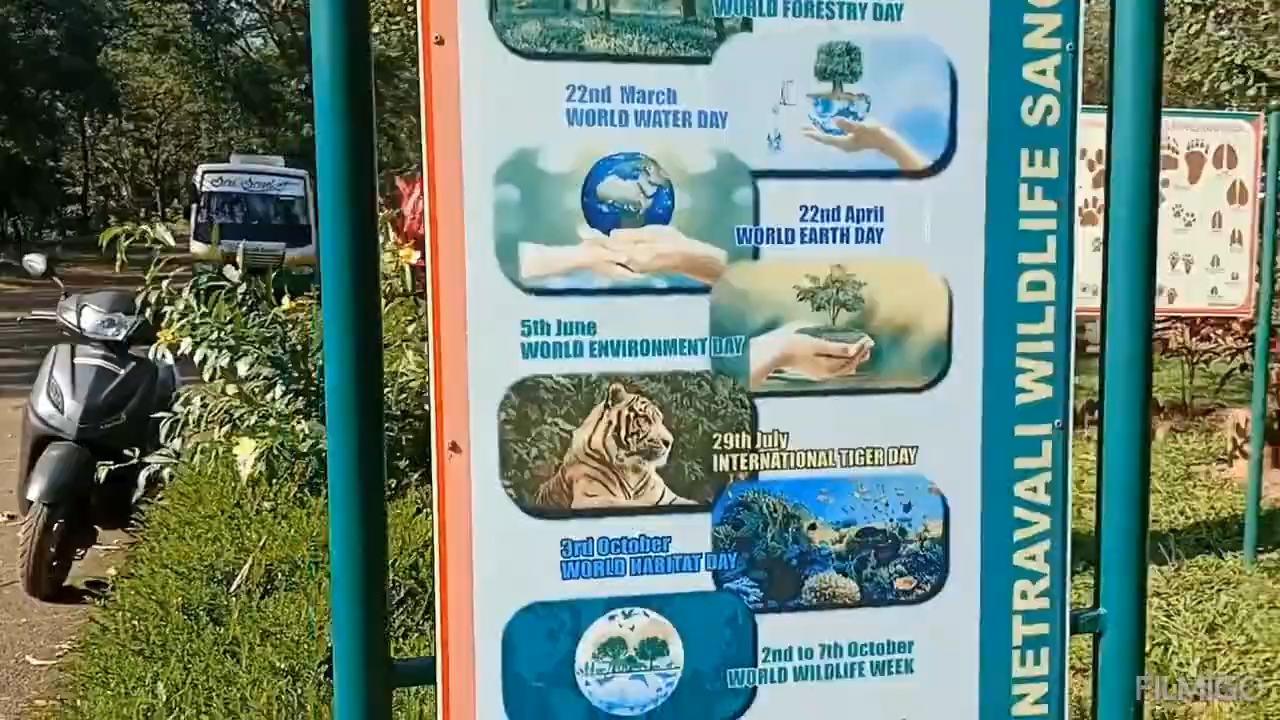 WORLD FORESTRY DAY
22nd March
WORLD WATER DAY
22nd April
WORLD EARTH DAY
5th June
WORLD ENVIRONMENT DAY
29th July
INTERNATIONAL TIGER DAY
3rd October
WORLD HABITAT DAY
2nd to 7th October
WORLD WILDLIFE WEEK
NETRAVALI WILDLIFE SANC
FILMIGO